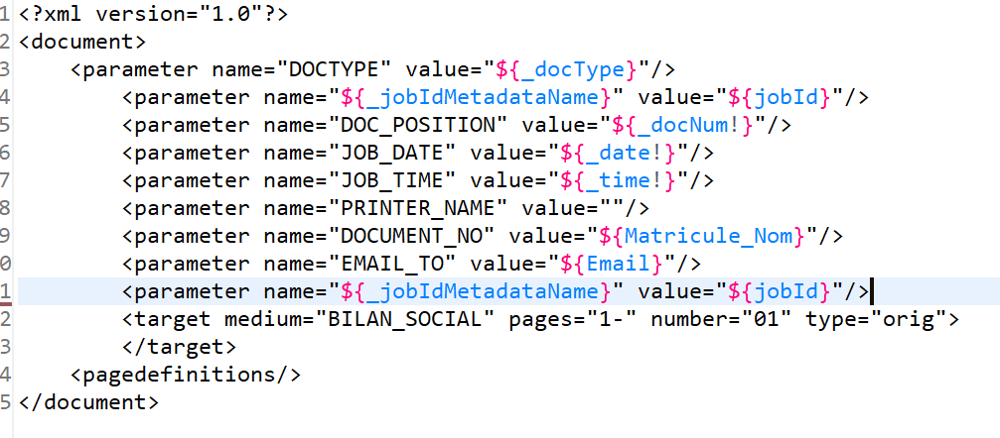 1 <?xml version="1.0"?>
2 <document>
3     <parameter name="DOCTYPE" value="${_docType}"/>
4         <parameter name="${_jobIdMetadataName}" value="${jobId}"/>
5         <parameter name="DOC_POSITION" value="${_docNum!}"/>
6         <parameter name="JOB_DATE" value="${_date!}"/>
7         <parameter name="JOB_TIME" value="${_time!}"/>
8         <parameter name="PRINTER_NAME" value=""/>
9         <parameter name="DOCUMENT_NO" value="${Matricule_Nom}"/>
0         <parameter name="EMAIL_TO" value="${Email}"/>
1         <parameter name="${_jobIdMetadataName}" value="${jobId}"/>
2         <target medium="BILAN_SOCIAL" pages="1-" number="01" type="orig">
3         </target>
4     <pagedefinitions/>
5 </document>